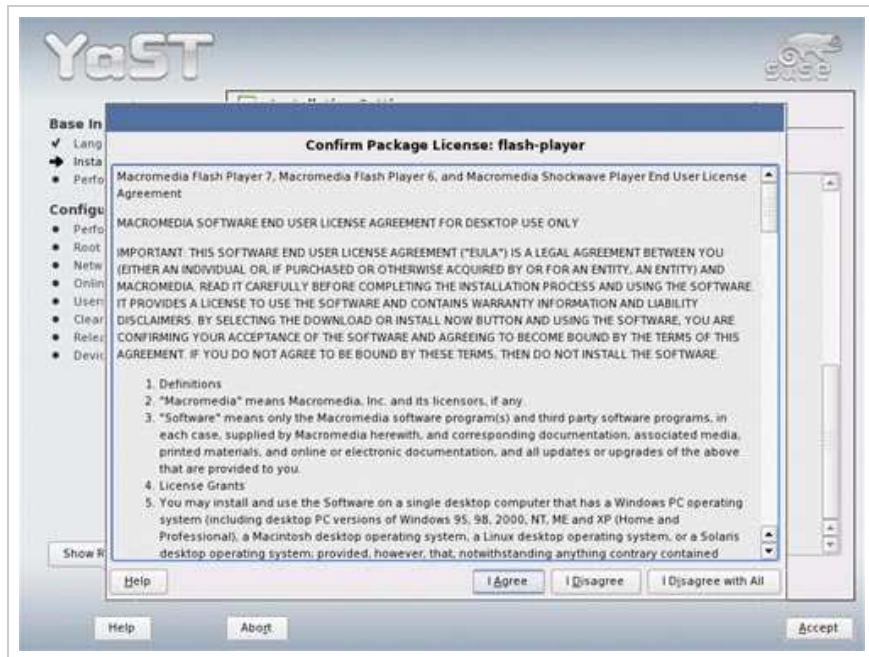 YaST
SUSE
Base In
Lang
Insta
Perfo
Configu
Perfo
Root
Netw
Onlin
User
Clear
Relea
Devic
Show R
Confirm Package License: flash-player
Macromedia Flash Player 7, Macromedia Flash Player 6, and Macromedia Shockwave Player End User License
Agreement
MACROMEDIA SOFTWARE END USER LICENSE AGREEMENT FOR DESKTOP USE ONLY
IMPORTANT: THIS SOFTWARE END USER LICENSE AGREEMENT ("EULA") IS A LEGAL AGREEMENT BETWEEN YOU
(EITHER AN INDIVIDUAL OR, IF PURCHASED OR OTHERWISE ACQUIRED BY OR FOR AN ENTITY, AN ENTITY) AND
MACROMEDIA. READ IT CAREFULLY BEFORE COMPLETING THE INSTALLATION PROCESS AND USING THE SOFTWARE.
IT PROVIDES A LICENSE TO USE THE SOFTWARE AND CONTAINS WARRANTY INFORMATION AND LIABILITY
DISCLAIMERS. BY SELECTING THE DOWNLOAD OR INSTALL NOW BUTTON AND USING THE SOFTWARE, YOU ARE
CONFIRMING YOUR ACCEPTANCE OF THE SOFTWARE AND AGREEING TO BECOME BOUND BY THE TERMS OF THIS
AGREEMENT. IF YOU DO NOT AGREE TO BE BOUND BY THESE TERMS, THEN DO NOT INSTALL THE SOFTWARE.
1. Definitions
2. "Macromedia" means Macromedia, Inc. and its licensors, if any.
3. "Software" means only the Macromedia software program(s) and third party software programs, in
each case, supplied by Macromedia herewith, and corresponding documentation, associated media,
printed materials, and online or electronic documentation, and all updates or upgrades of the above
that are provided to you.
4. License Grants
5. You may install and use the Software on a single desktop computer that has a Windows PC operating
system (including desktop PC versions of Windows 95, 98, 2000, NT, ME and XP (Home and
Professional), a Macintosh desktop operating system, a Linux desktop operating system, or a Solaris
desktop operating system; provided, however, that, notwithstanding anything contrary contained
Help
I Agree
I Disagree
I Disagree with All
Help
Abort
Accept